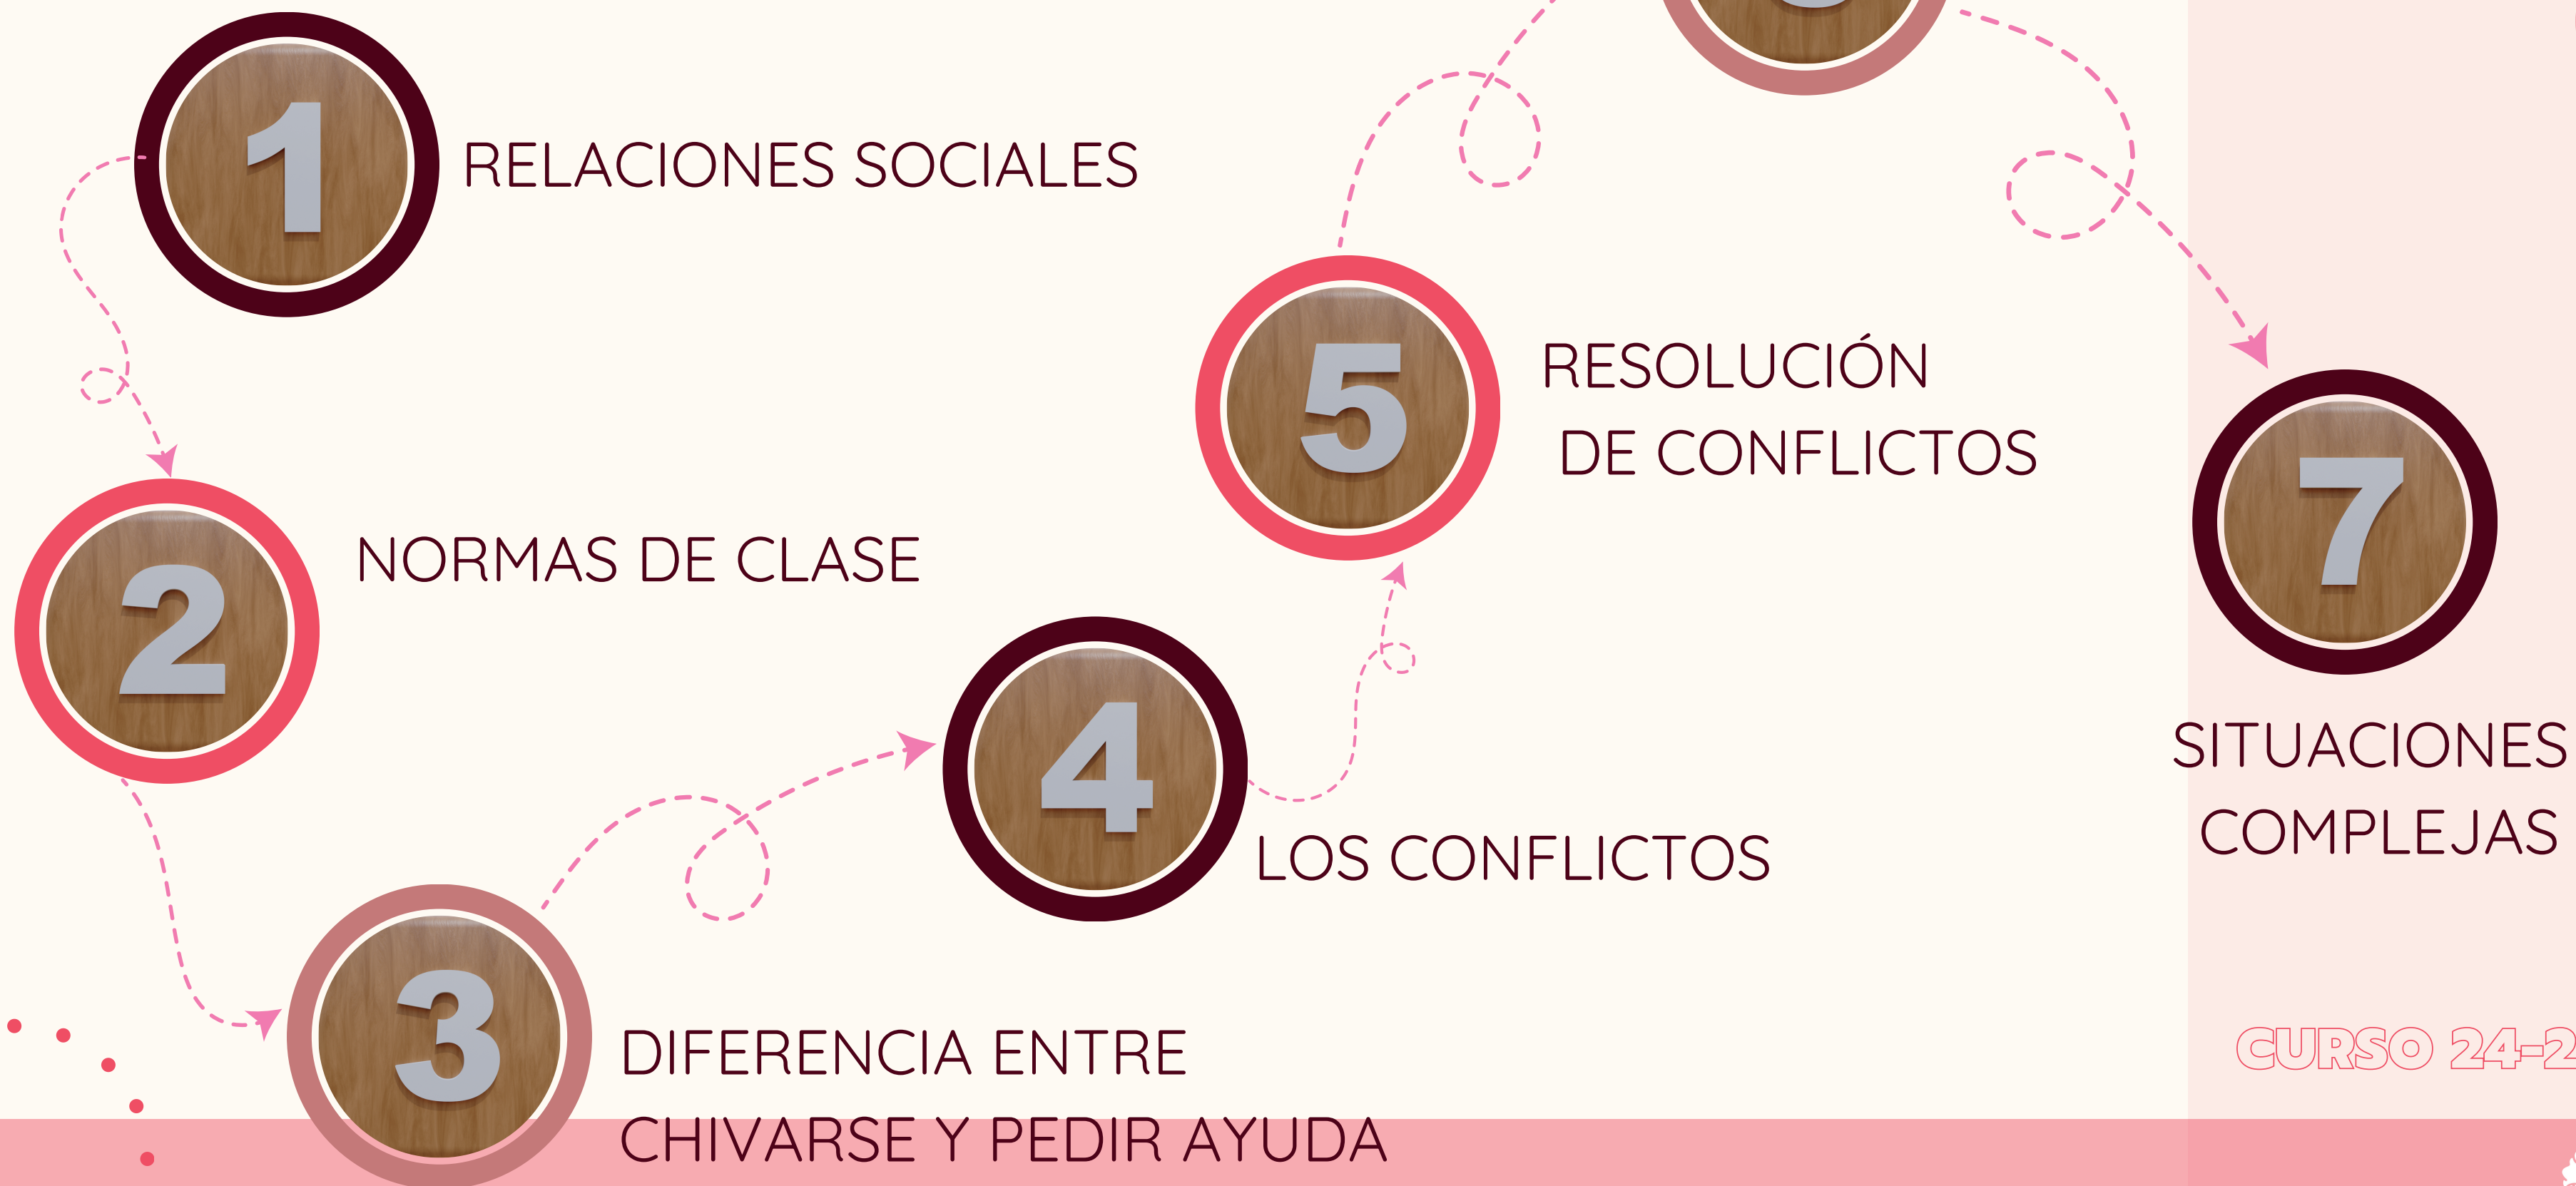 1
RELACIONES SOCIALES
2
NORMAS DE CLASE
3
DIFERENCIA ENTRE
CHIVARSE Y PEDIR AYUDA
4
LOS CONFLICTOS
5
RESOLUCIÓN
DE CONFLICTOS
7
SITUACIONES
COMPLEJAS
CURSO 24-2